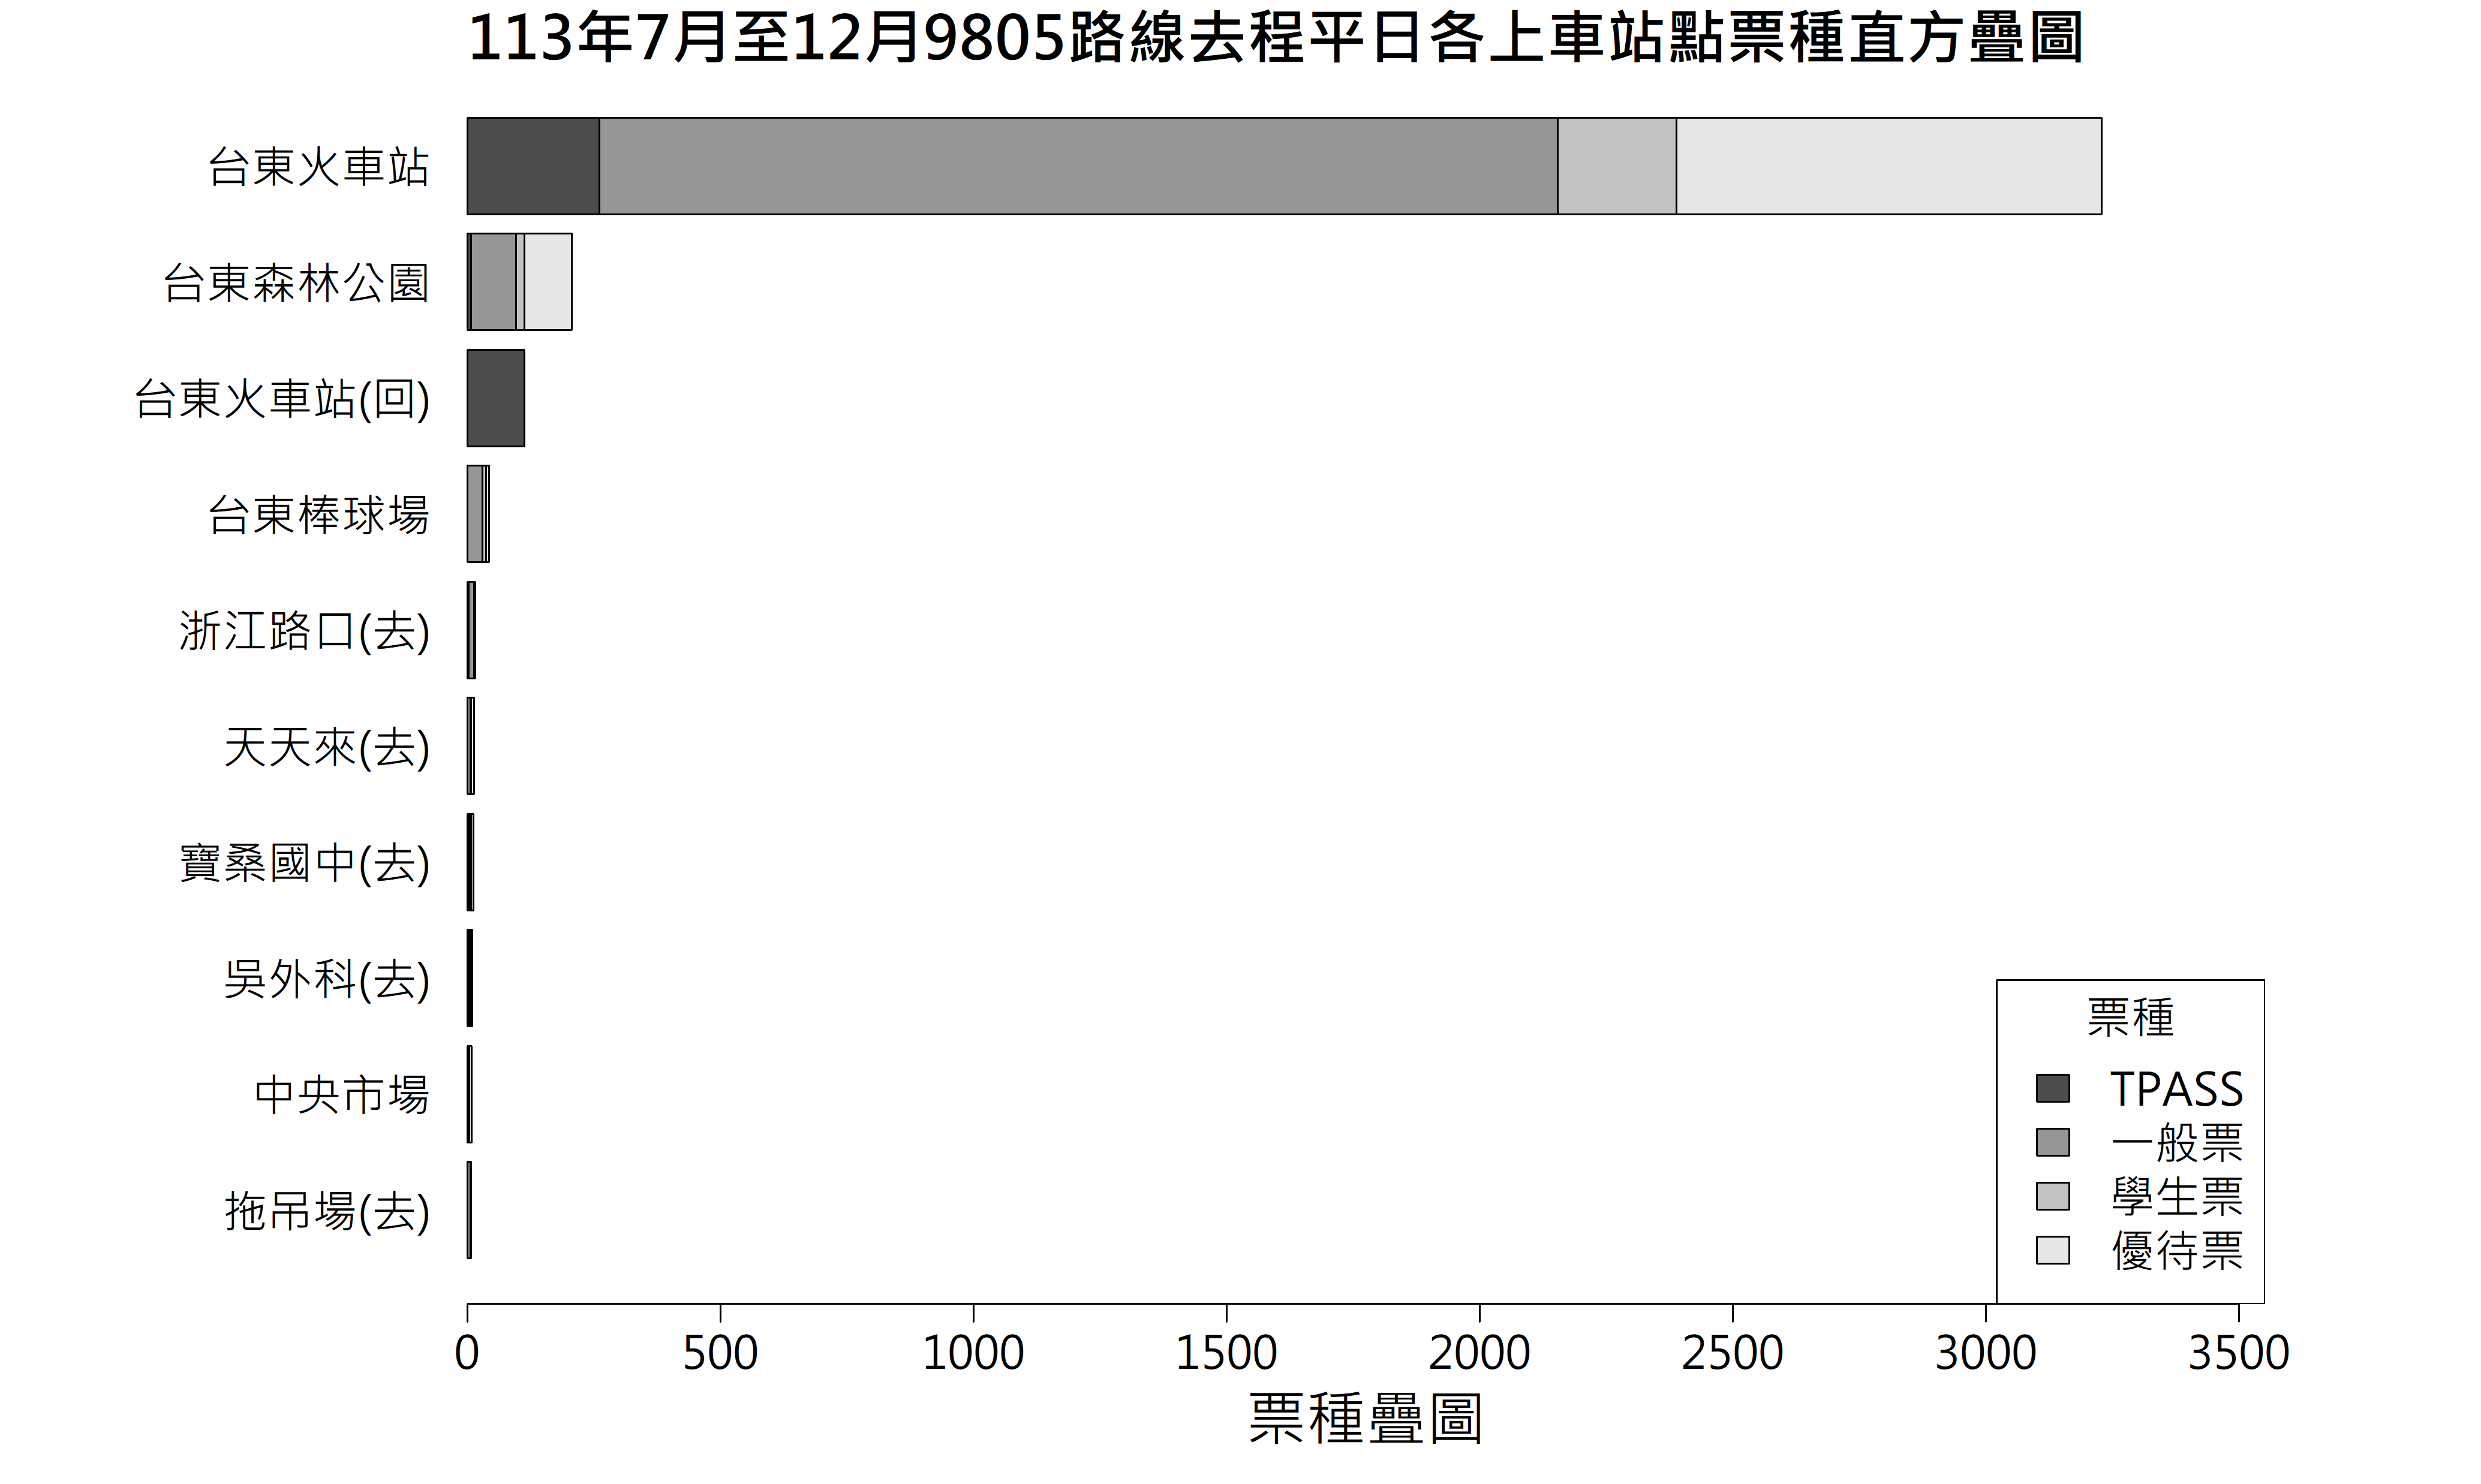 113年7月至12月9805路線去程平日各上車站點票種直方疊圖
台東火車站
台東森林公園
台東火車站(回)
台東棒球場
浙江路口(去)
天天來(去)
寶桑國中(去)
吳外科(去)
中央市場
拖吊場(去)
票種
TPASS
一般票
學生票
優待票
0 500 1000 1500 2000 2500 3000 3500
票種疊圖